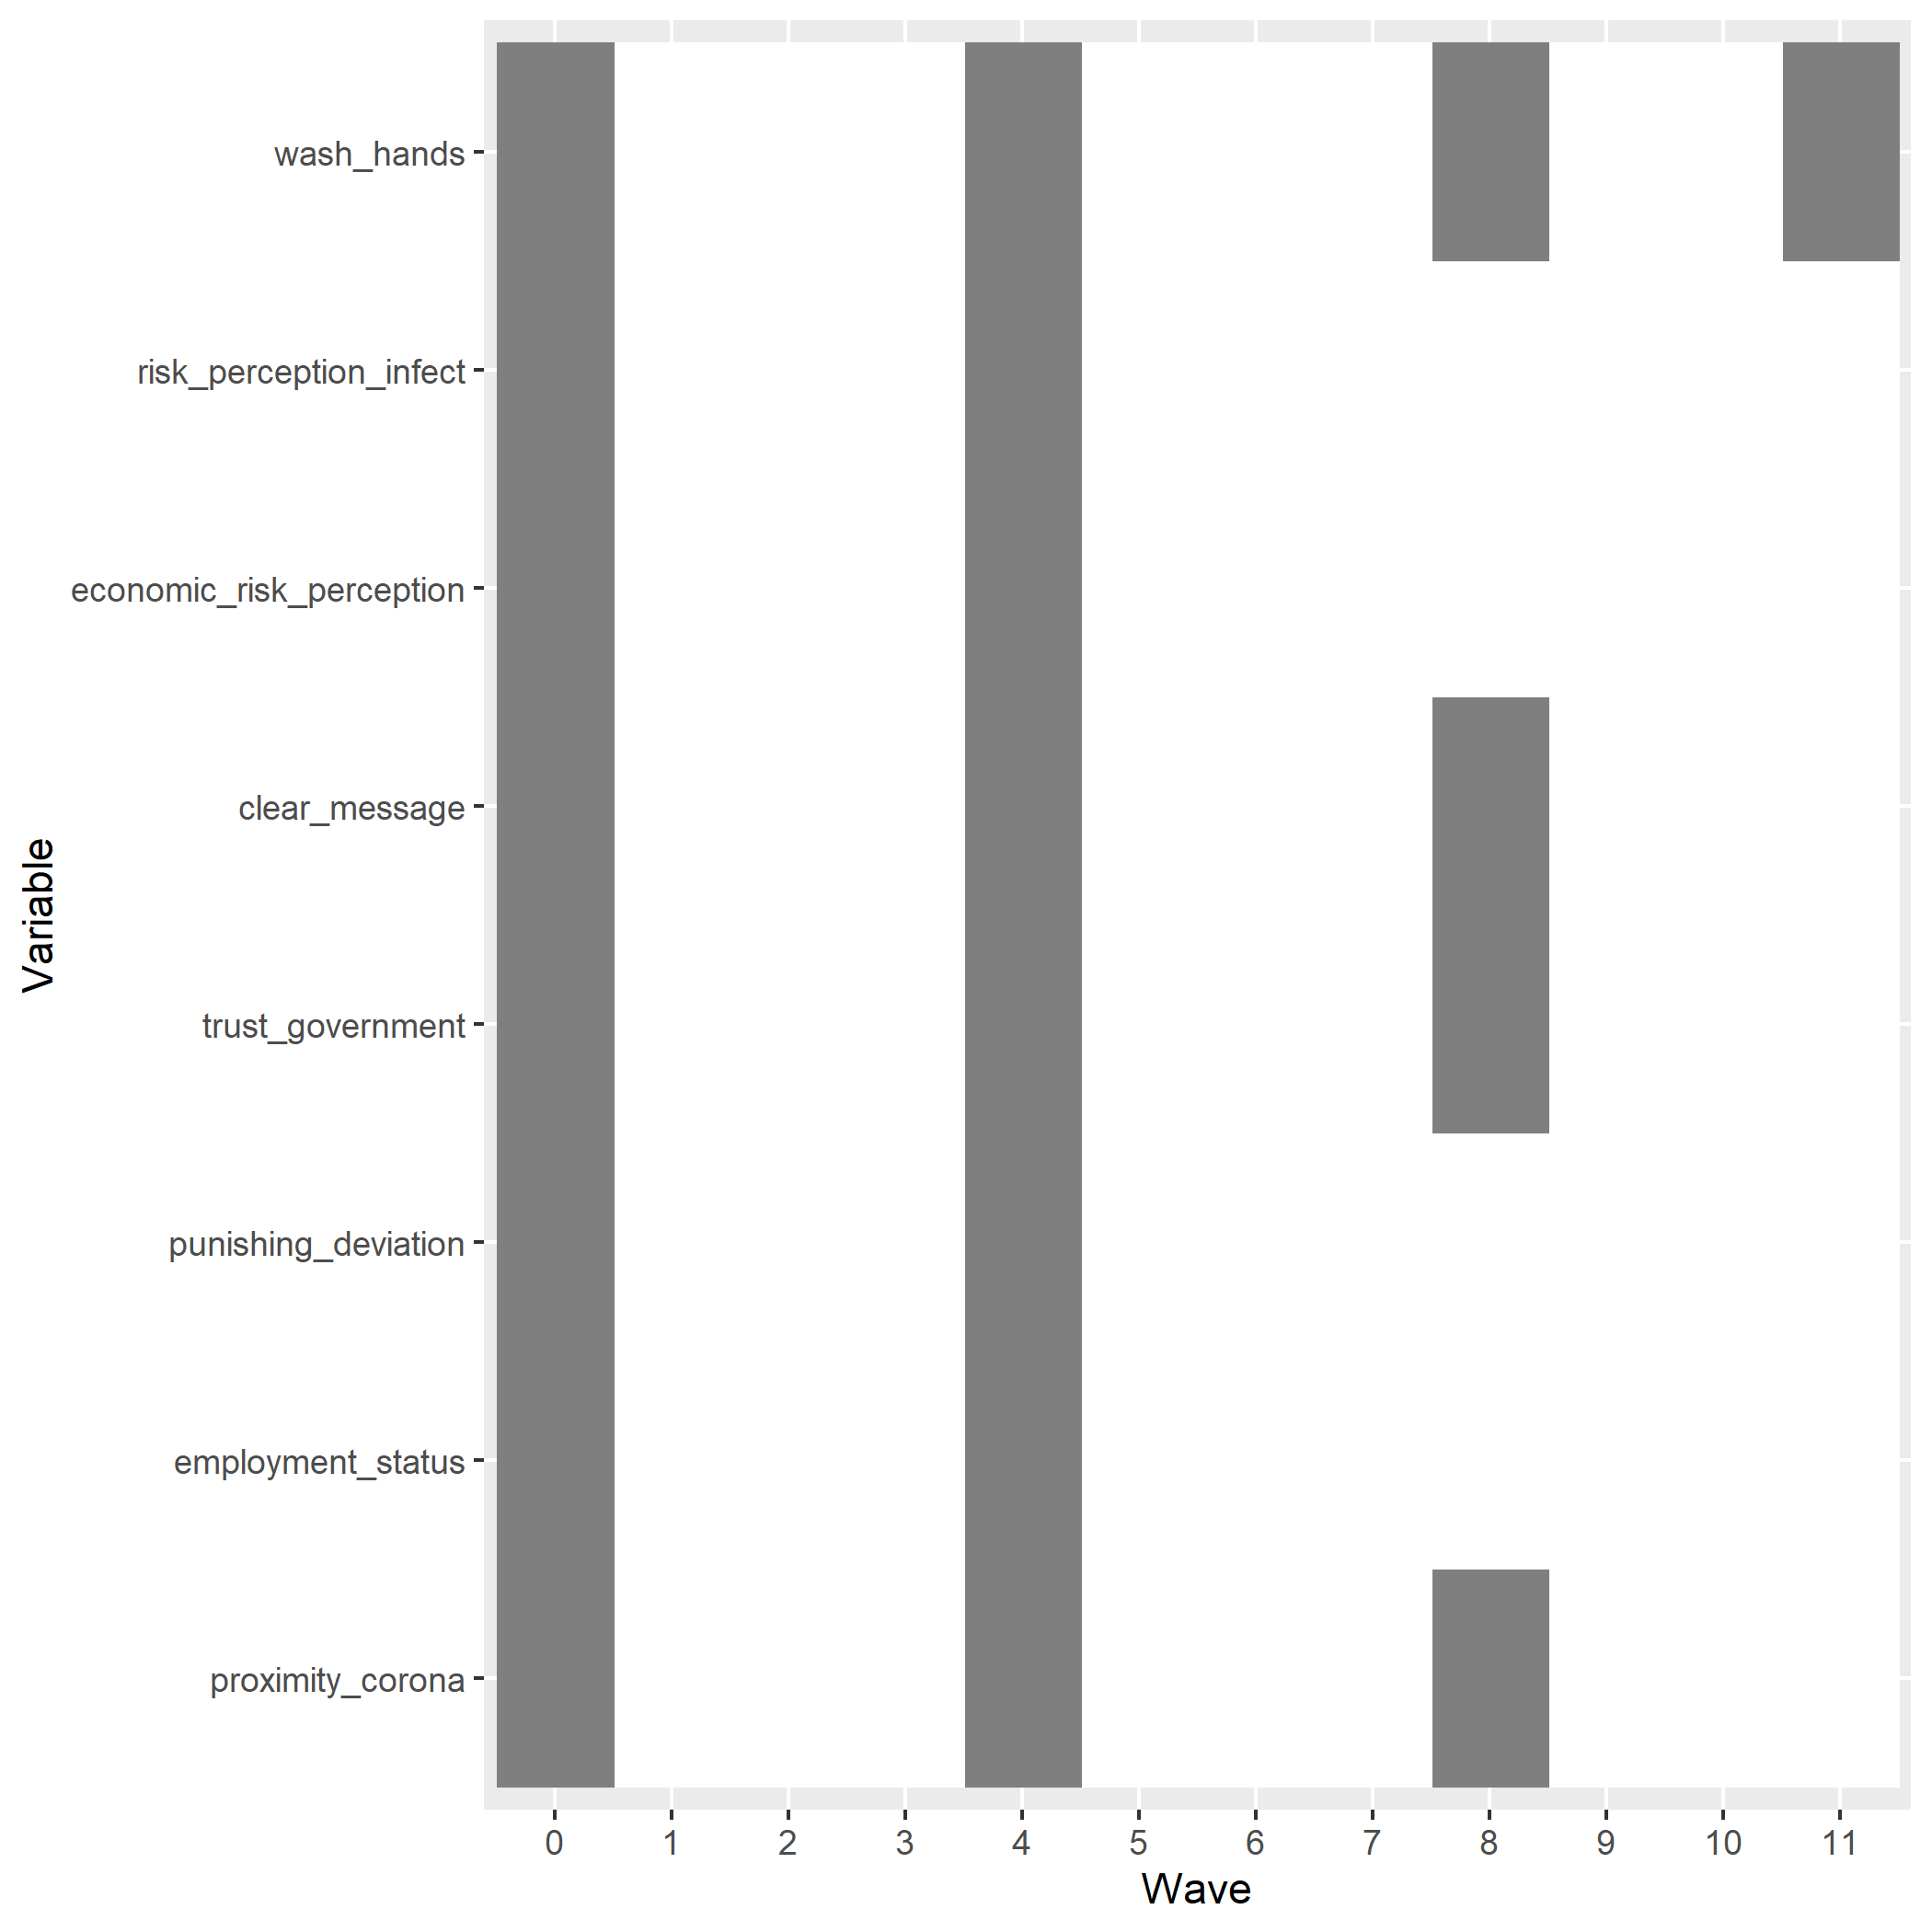 wash_hands
risk_perception_infect
economic_risk_perception
clear_message
trust_government
punishing_deviation
employment_status
proximity_corona
Variable
0 1 2 3 4 5 6 7 8 9 10 11
Wave